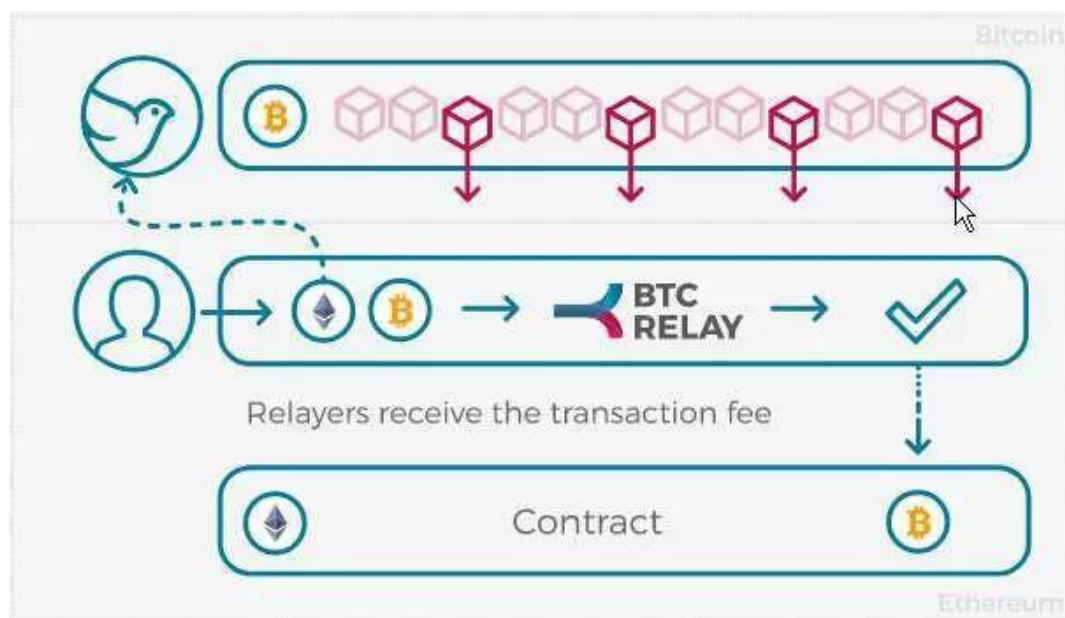 Bitcoin
BTC
RELAY
Relayers receive the transaction fee
Contract
Ethereum